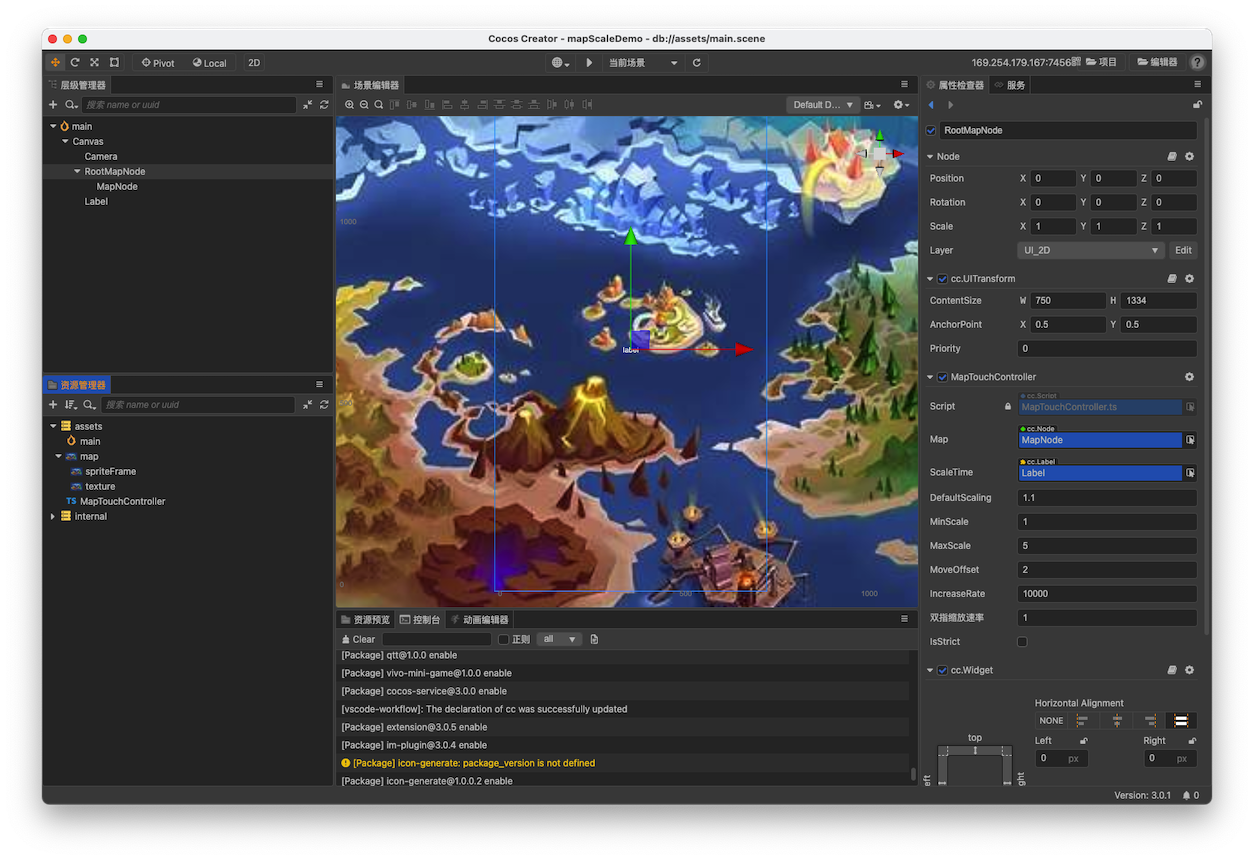 Cocos Creator - mapScaleDemo - db://assets/main.scene
Pivot Local 2D 当前场景 169.254.179.167:7456 项目 编辑器 ?
层级管理器
搜索 name or uuid
main
Canvas
Camera
RootMapNode
MapNode
Label
资源管理器
搜索 name or uuid
assets
main
map
spriteFrame
texture
TS MapTouchController
internal
场景编辑器
Default D...
1000
label
0
0 500 1000
资源预览 控制台 动画编辑器
Clear 正则 all
[Package] qtt@1.0.0 enable
[Package] vivo-mini-game@1.0.0 enable
[Package] cocos-service@3.0.0 enable
[vscode-workflow]: The declaration of cc was successfully updated
[Package] extension@3.0.5 enable
[Package] im-plugin@3.0.4 enable
[Package] icon-generate: package_version is not defined
[Package] icon-generate@1.0.0.2 enable
属性检查器 服务
RootMapNode
Node
Position X 0 Y 0 Z 0
Rotation X 0 Y 0 Z 0
Scale X 1 Y 1 Z 1
Layer UI_2D Edit
cc.UITransform
ContentSize W 750 H 1334
AnchorPoint X 0.5 Y 0.5
Priority 0
MapTouchController
cc.Script
Script MapTouchController.ts
cc.Node
Map MapNode
cc.Label
ScaleTime Label
DefaultScaling 1.1
MinScale 1
MaxScale 5
MoveOffset 2
IncreaseRate 10000
双指缩放速率 1
IsStrict
cc.Widget
Horizontal Alignment
NONE
top
Left Right
0 px 0 px
Version: 3.0.1 0